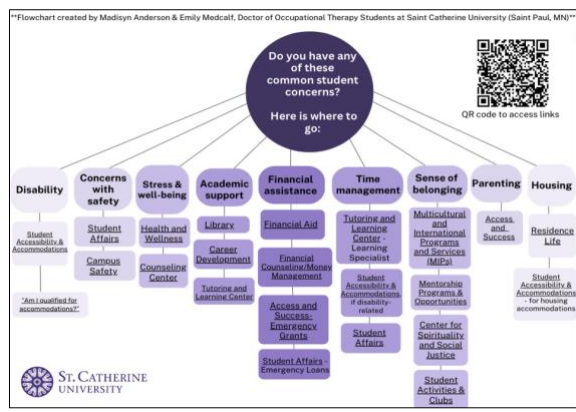 **Flowchart created by Madisyn Anderson & Emily Medcalf, Doctor of Occupational Therapy Students at Saint Catherine University (Saint Paul, MN)**
Do you have any
of these
common student
concerns?
Here is where to
go:
QR code to access links
Disability
Student
Accessibility &
Accommodations
"Am I qualified for
accommodations?"
Concerns
with
safety
Student
Affairs
Campus
Safety
Stress &
well-being
Health and
Wellness
Counseling
Center
Academic
support
Library
Career
Development
Tutoring and
Learning Center
Financial
assistance
Financial Aid
Financial
Counseling/Money
Management
Access and
Success-
Emergency
Grants
Student Affairs -
Emergency Loans
Time
management
Tutoring and
Learning
Center -
Learning
Specialist
Student
Accessibility &
Accommodations,
if disability-
related
Student
Affairs
Sense of
belonging
Multicultural
and
International
Programs
and Services
(MIPs)
Mentorship
Programs &
Opportunities
Center for
Spirituality
and Social
Justice
Student
Activities &
Clubs
Parenting
Access
and
Success
Housing
Residence
Life
Student
Accessibility &
Accommodations
- for housing
accommodations
ST. CATHERINE
UNIVERSITY